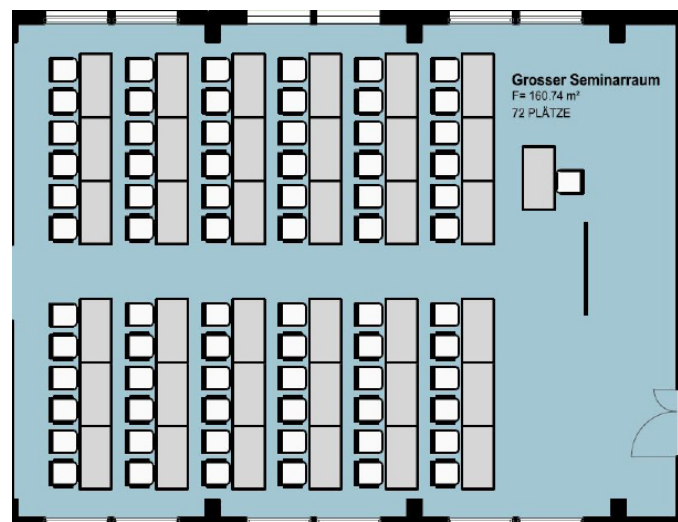 Grosser Seminarraum
F= 160.74 m²
72 PLÄTZE